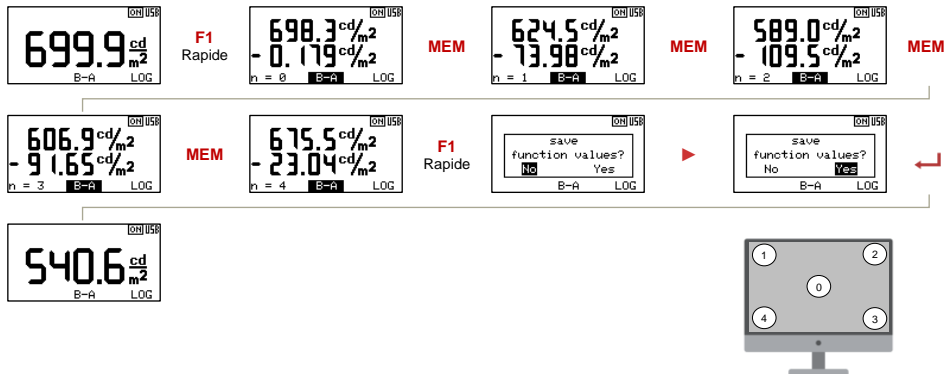 ON USB
699.9 cd/m2
B-A LOG
F1
Rapide
ON USB
698.3 cd/m2
- 0.179 cd/m2
n = 0 B-A LOG
MEM
ON USB
624.5 cd/m2
- 73.98 cd/m2
n = 1 B-A LOG
MEM
ON USB
589.0 cd/m2
- 109.5 cd/m2
n = 2 B-A LOG
MEM
ON USB
606.9 cd/m2
- 91.65 cd/m2
n = 3 B-A LOG
MEM
ON USB
675.5 cd/m2
- 23.04 cd/m2
n = 4 B-A LOG
F1
Rapide
ON USB
save
function values?
No Yes
B-A LOG
ON USB
save
function values?
No Yes
B-A LOG
ON USB
540.6 cd/m2
B-A LOG
1 2
0
4 3